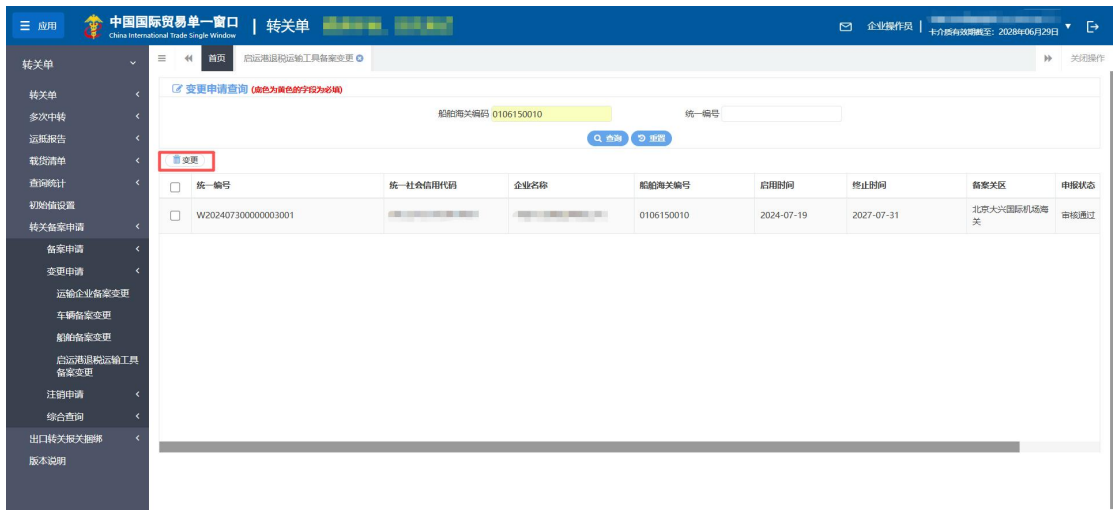 应用
中国国际贸易单一窗口 | 转关单
China International Trade Single Window
企业操作员
卡介质有效期截至：2028年06月29日
转关单
首页 启运港退税运输工具备案变更
关闭操作
转关单
多次中转
运抵报告
载货清单
查询统计
初始值设置
转关备案申请
备案申请
变更申请
运输企业备案变更
车辆备案变更
船舶备案变更
启运港退税运输工具
备案变更
注销申请
综合查询
出口转关报关捆绑
版本说明
变更申请查询 (底色为黄色的字段为必填)
船舶海关编码 0106150010 统一编号
查询 重置
变更
统一编号 统一社会信用代码 企业名称 船舶海关编号 启用时间 终止时间 备案关区 申报状态
W202407300000003001 0106150010 2024-07-19 2027-07-31 北京大兴国际机场海
关 审核通过